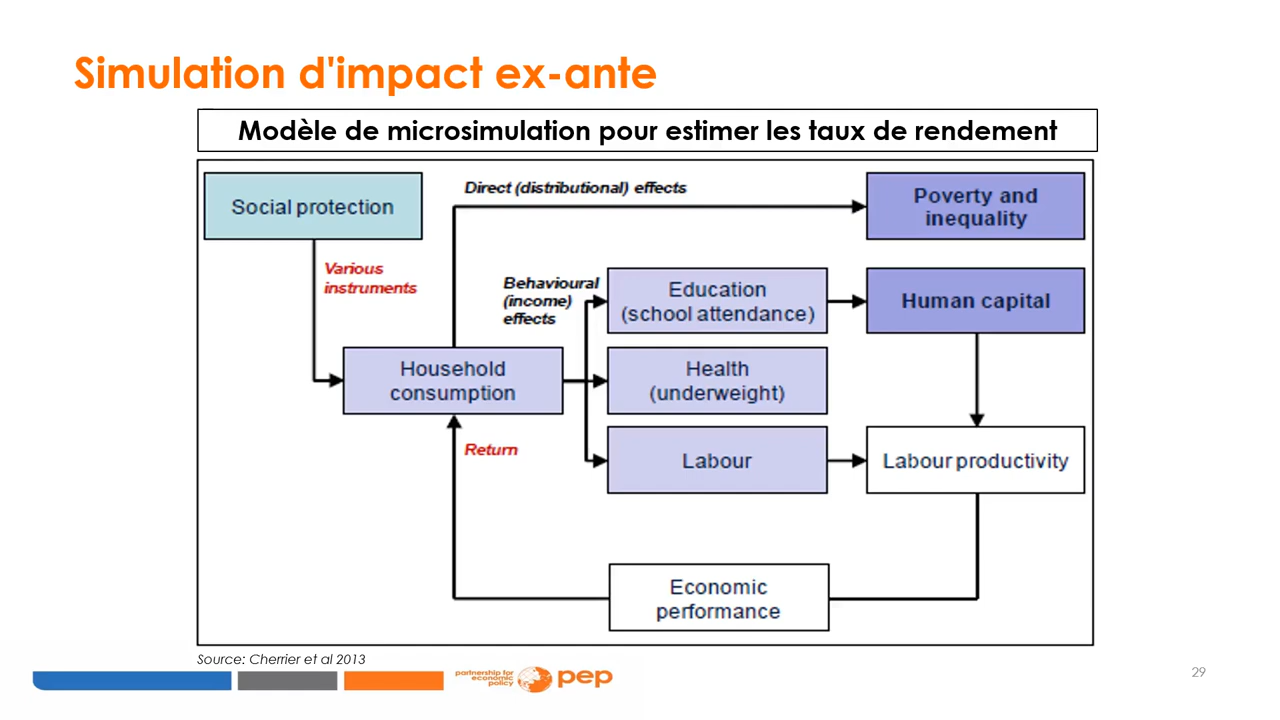 Simulation d'impact ex-ante
Modèle de microsimulation pour estimer les taux de rendement
Social protection
Direct (distributional) effects
Poverty and
inequality
Various
instruments
Behavioural
(income)
effects
Education
(school attendance)
Human capital
Household
consumption
Health
(underweight)
Return
Labour
Labour productivity
Economic
performance
Source: Cherrier et al 2013
partnership for
economic
policy
pep
29